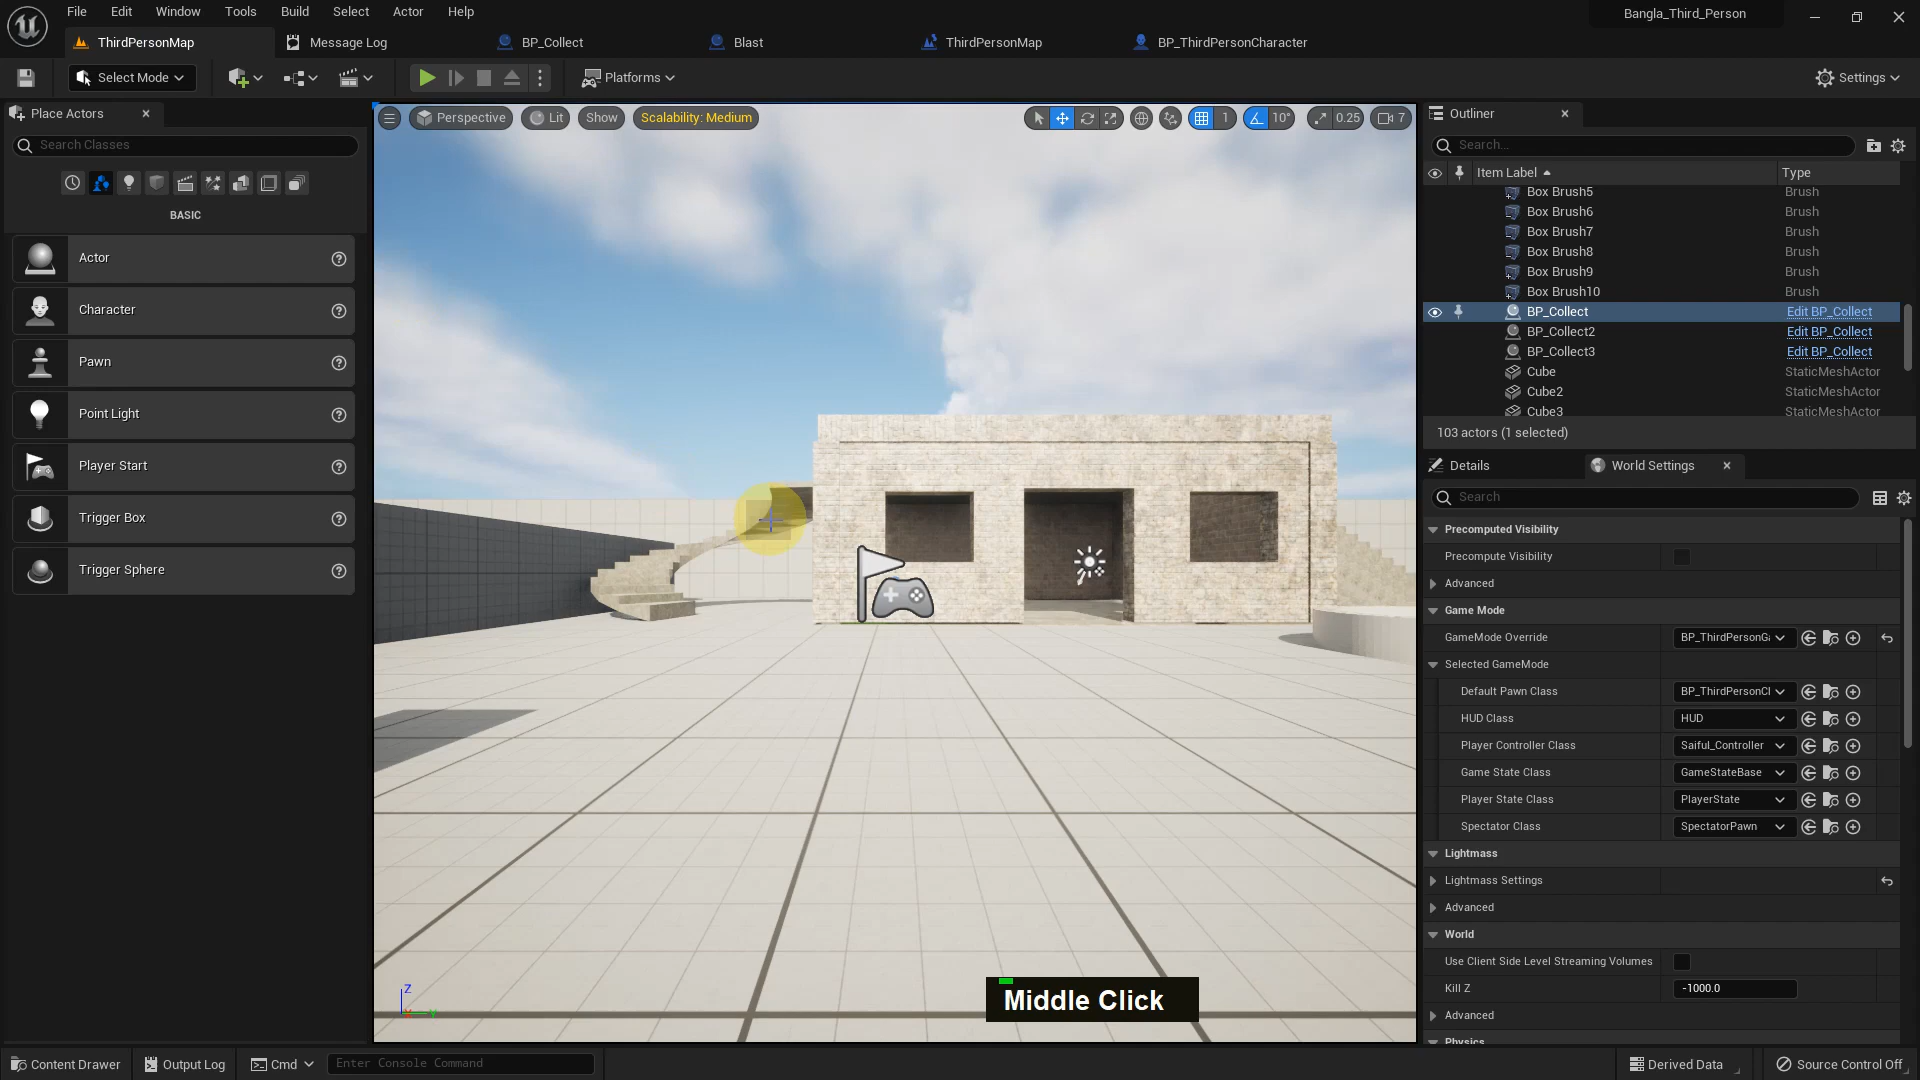 File Edit Window Tools Build Select Actor Help
Bangla_Third_Person
ThirdPersonMap Message Log BP_Collect Blast ThirdPersonMap BP_ThirdPersonCharacter
Select Mode Platforms Settings
Place Actors
Search Classes
BASIC
Actor
Character
Pawn
Point Light
Player Start
Trigger Box
Trigger Sphere
Perspective Lit Show Scalability: Medium 1 10° 0.25 7
Middle Click
Z
Outliner
Search...
Item Label Type
Box Brush5 Brush
Box Brush6 Brush
Box Brush7 Brush
Box Brush8 Brush
Box Brush9 Brush
Box Brush10 Brush
BP_Collect Edit BP_Collect
BP_Collect2 Edit BP_Collect
BP_Collect3 Edit BP_Collect
Cube StaticMeshActor
Cube2 StaticMeshActor
Cube3 StaticMeshActor
103 actors (1 selected)
Details World Settings
Search
Precomputed Visibility
Precompute Visibility
Advanced
Game Mode
GameMode Override BP_ThirdPersonGa
Selected GameMode
Default Pawn Class BP_ThirdPersonCl
HUD Class HUD
Player Controller Class Saiful_Controller
Game State Class GameStateBase
Player State Class PlayerState
Spectator Class SpectatorPawn
Lightmass
Lightmass Settings
Advanced
World
Use Client Side Level Streaming Volumes
Kill Z -1000.0
Advanced
Physics
Content Drawer Output Log Cmd Enter Console Command Derived Data Source Control Off